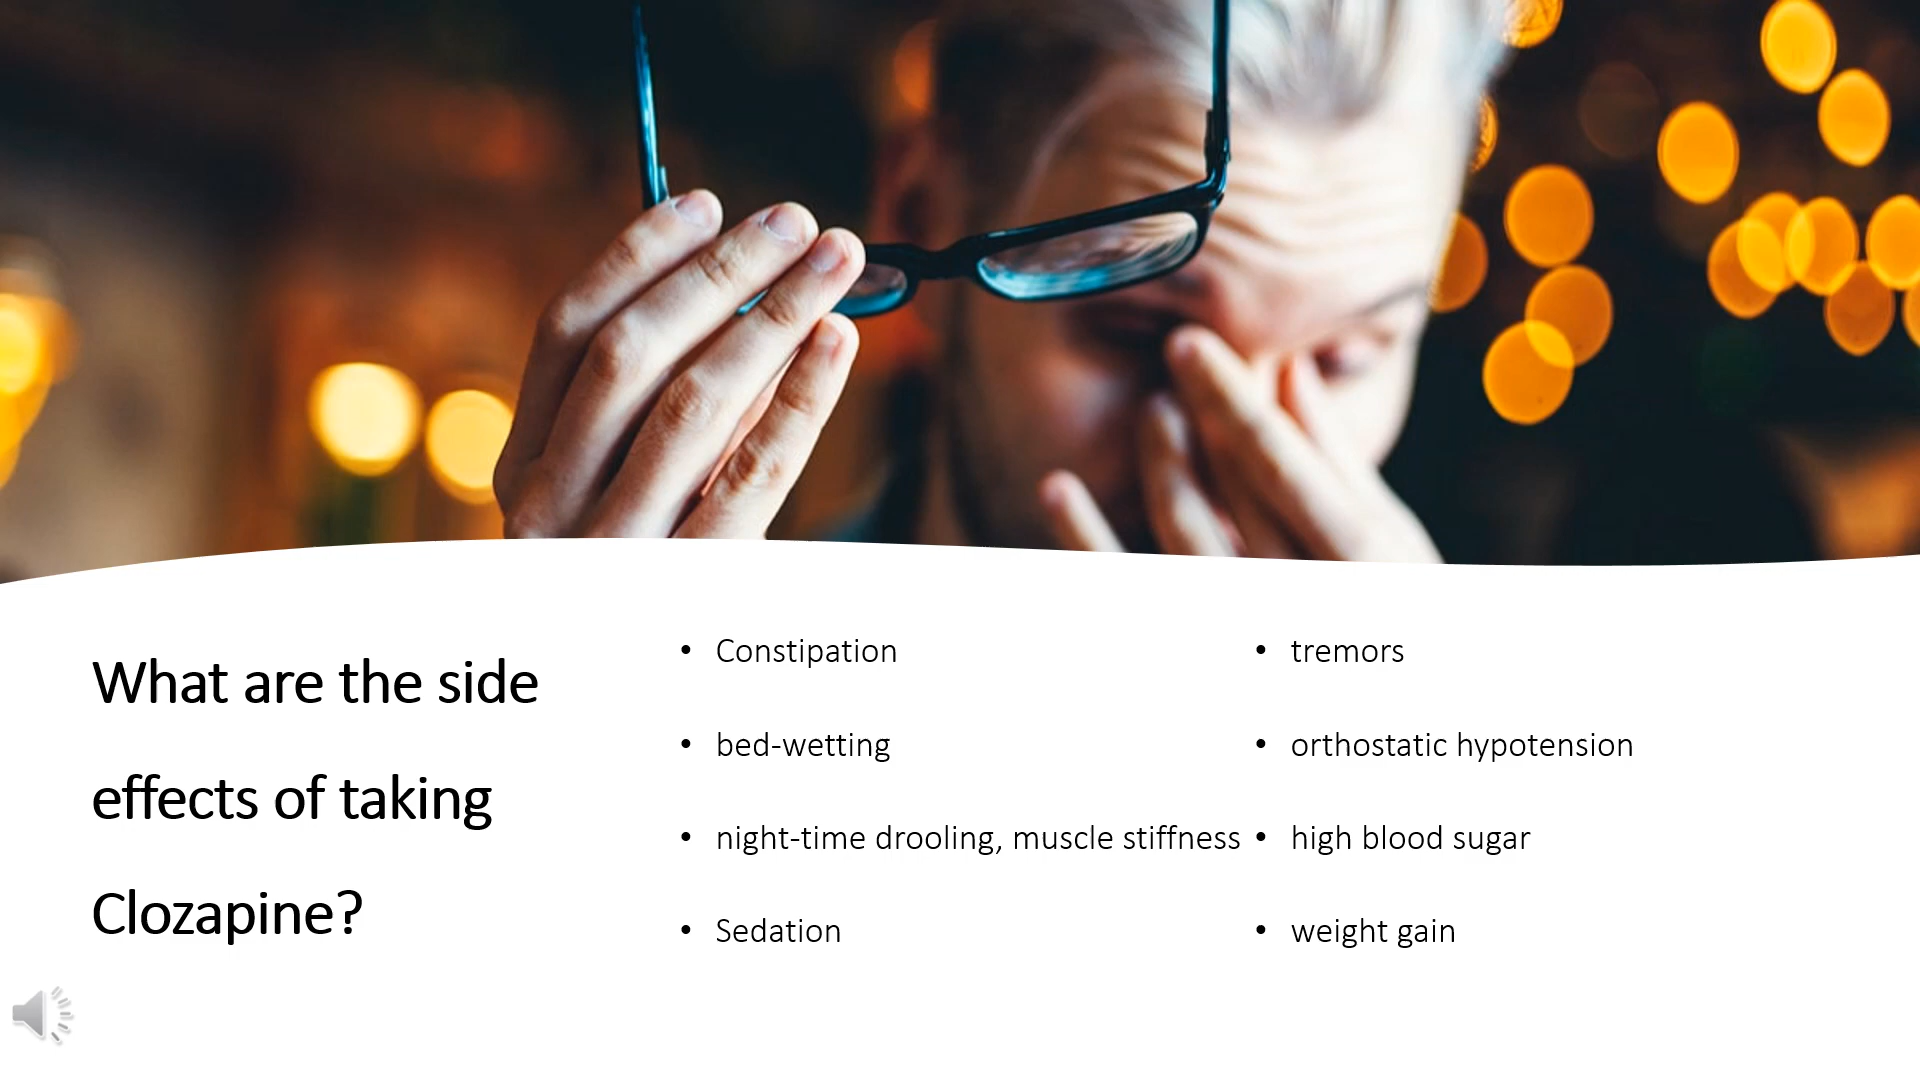 What are the side
effects of taking
Clozapine?
• Constipation
• bed-wetting
• night-time drooling, muscle stiffness
• Sedation
• tremors
• orthostatic hypotension
• high blood sugar
• weight gain